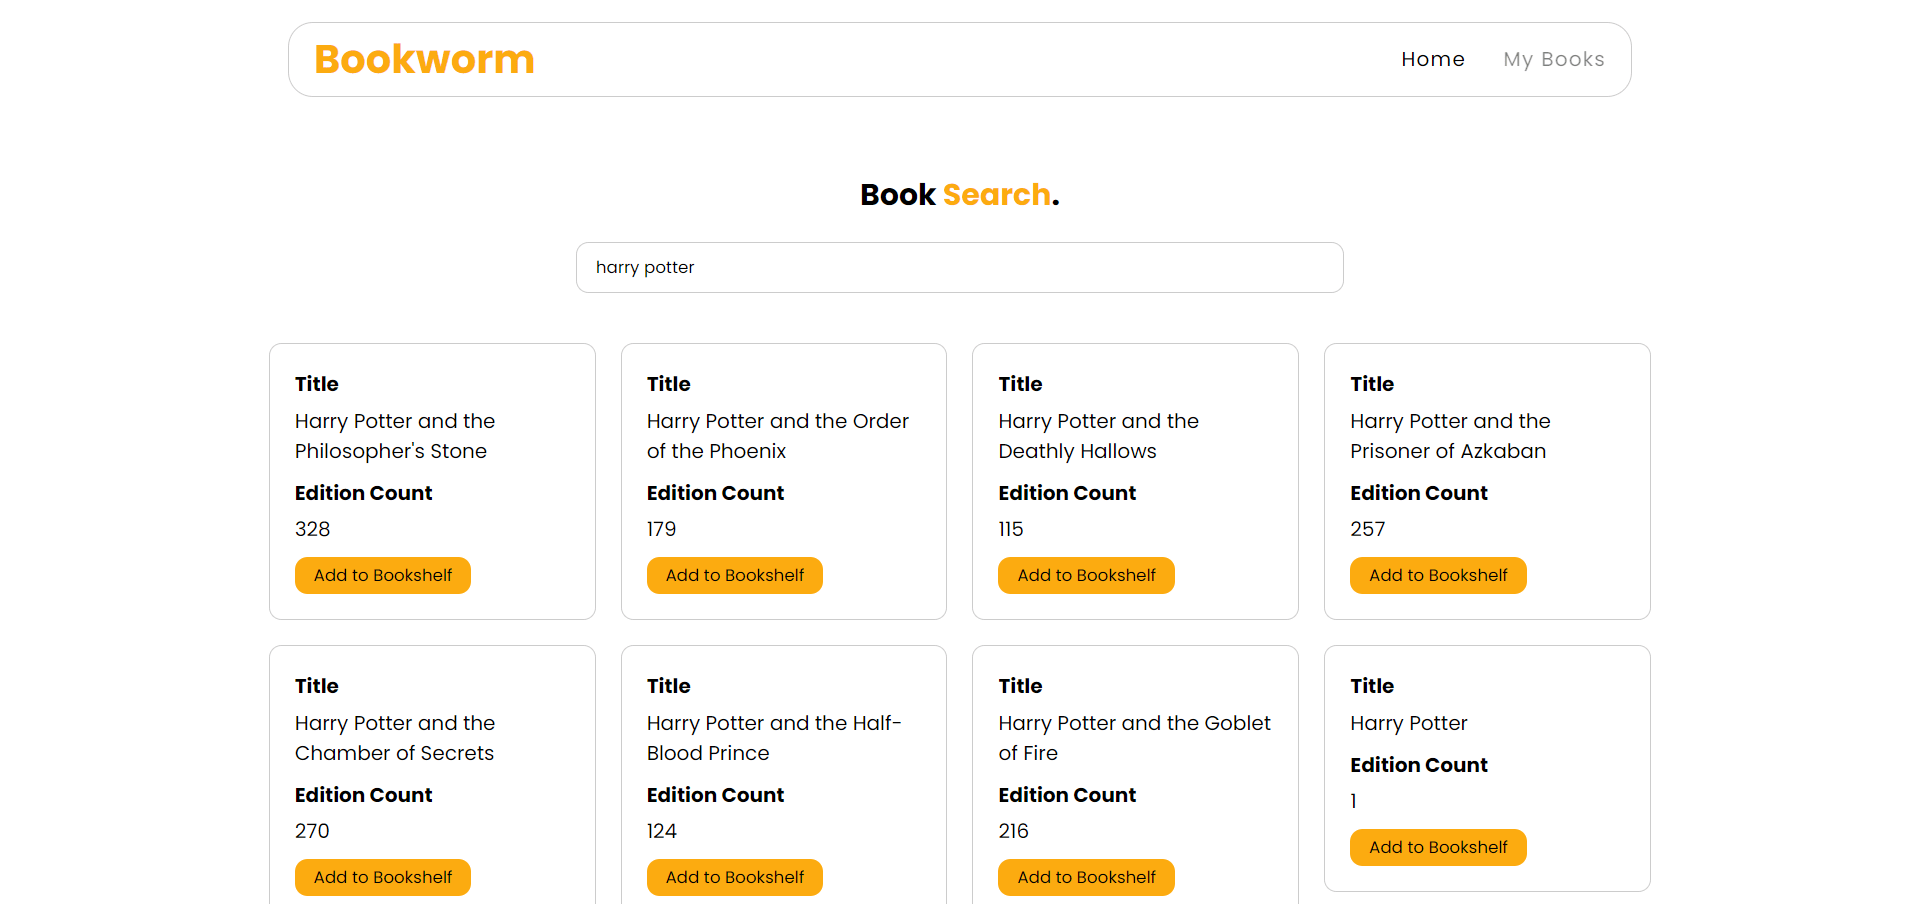 Bookworm
Home
My Books
Book Search.
harry potter
Title
Harry Potter and the
Philosopher's Stone
Edition Count
328
Add to Bookshelf
Title
Harry Potter and the Order
of the Phoenix
Edition Count
179
Add to Bookshelf
Title
Harry Potter and the
Deathly Hallows
Edition Count
115
Add to Bookshelf
Title
Harry Potter and the
Prisoner of Azkaban
Edition Count
257
Add to Bookshelf
Title
Harry Potter and the
Chamber of Secrets
Edition Count
270
Add to Bookshelf
Title
Harry Potter and the Half-
Blood Prince
Edition Count
124
Add to Bookshelf
Title
Harry Potter and the Goblet
of Fire
Edition Count
216
Add to Bookshelf
Title
Harry Potter
Edition Count
1
Add to Bookshelf